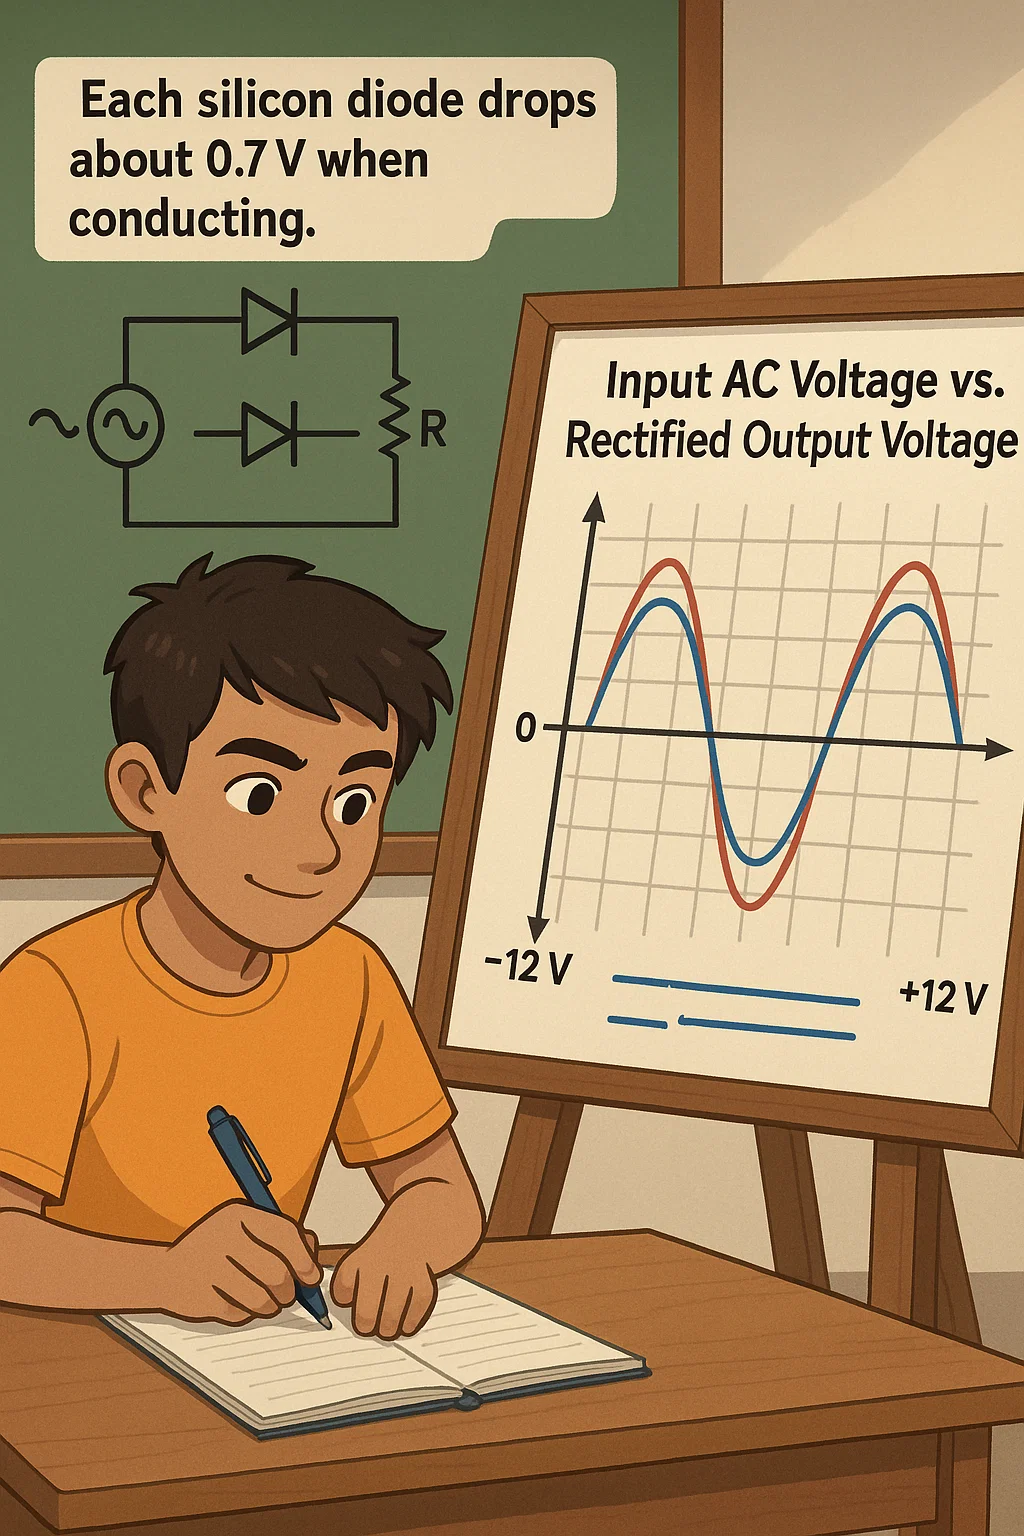 Each silicon diode drops
about 0.7 V when
conducting.
R
Input AC Voltage vs.
Rectified Output Voltage
0
−12 V
+12 V